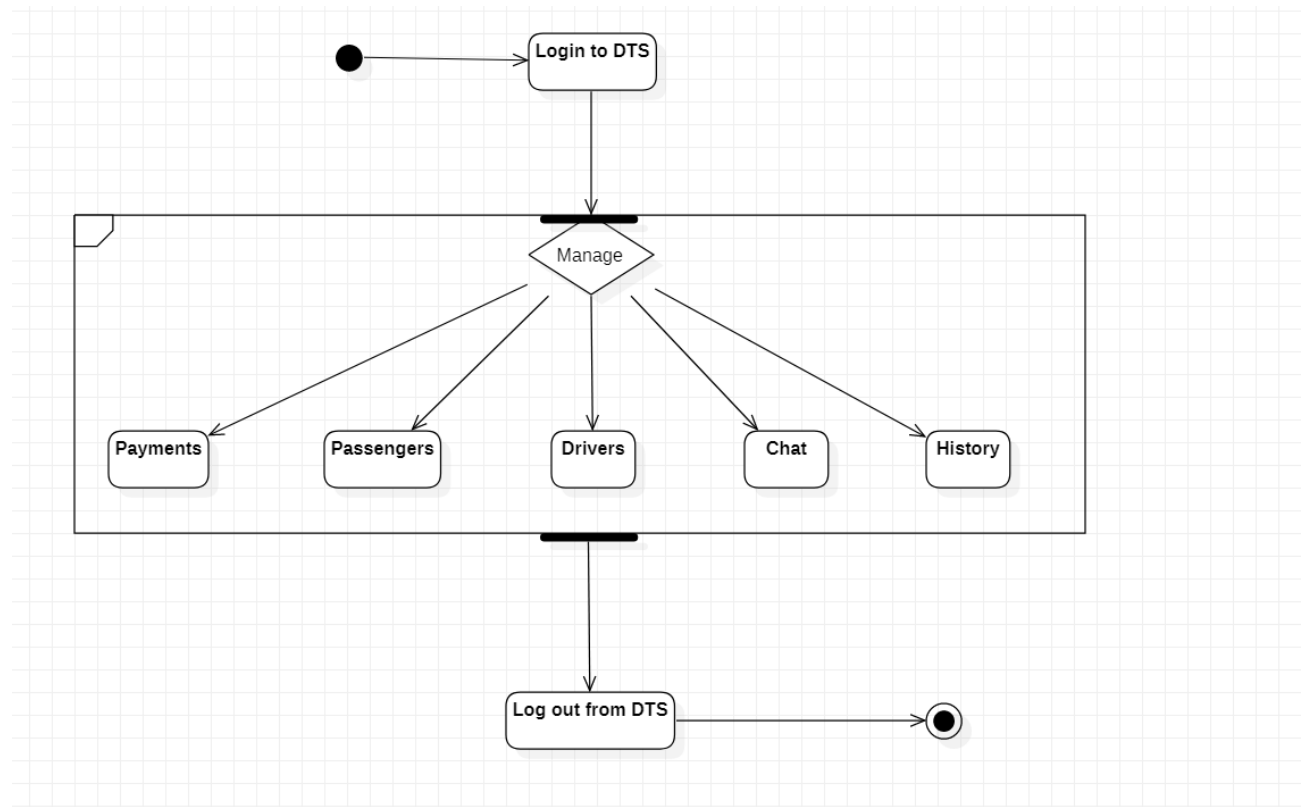 Login to DTS
Manage
Payments
Passengers
Drivers
Chat
History
Log out from DTS